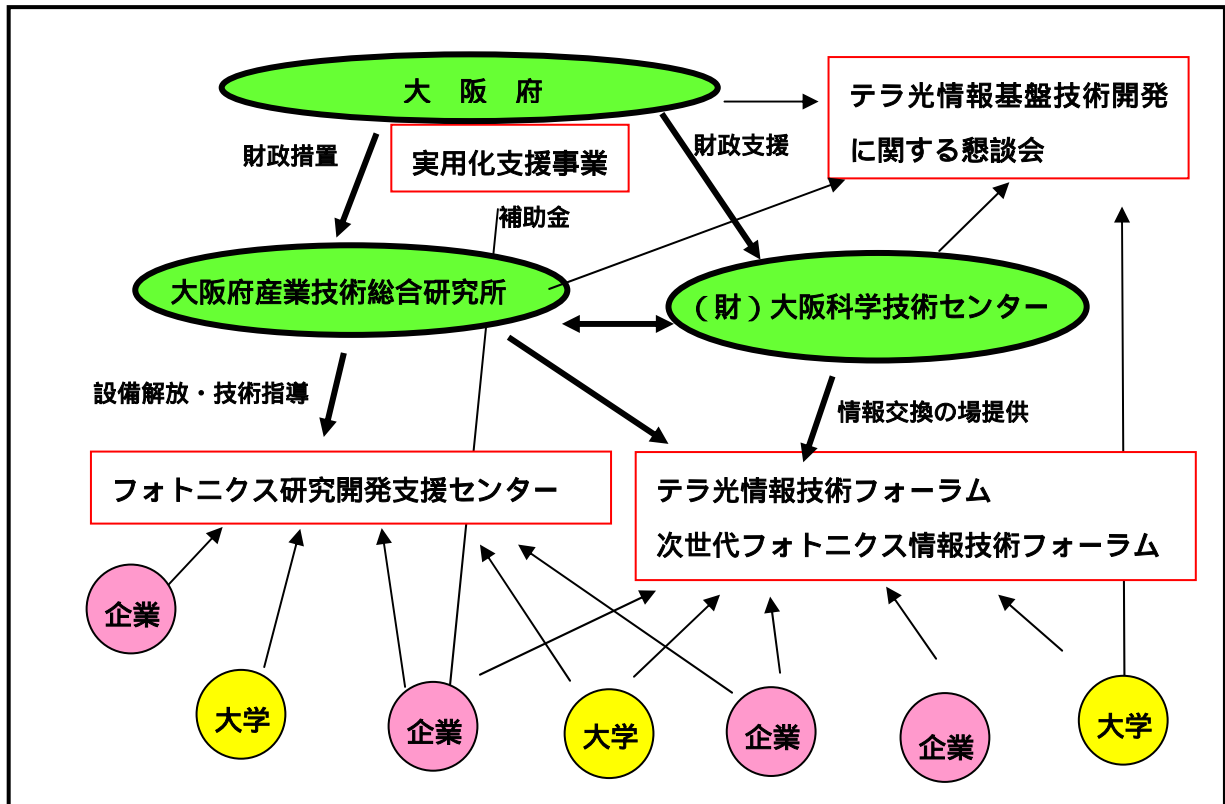 大 阪 府
テラ光情報基盤技術開発
に関する懇談会
財政措置
実用化支援事業
財政支援
補助金
大阪府産業技術総合研究所
（財）大阪科学技術センター
設備解放・技術指導
情報交換の場提供
フォトニクス研究開発支援センター
テラ光情報技術フォーラム
次世代フォトニクス情報技術フォーラム
企業
大学
企業
大学
企業
企業
大学